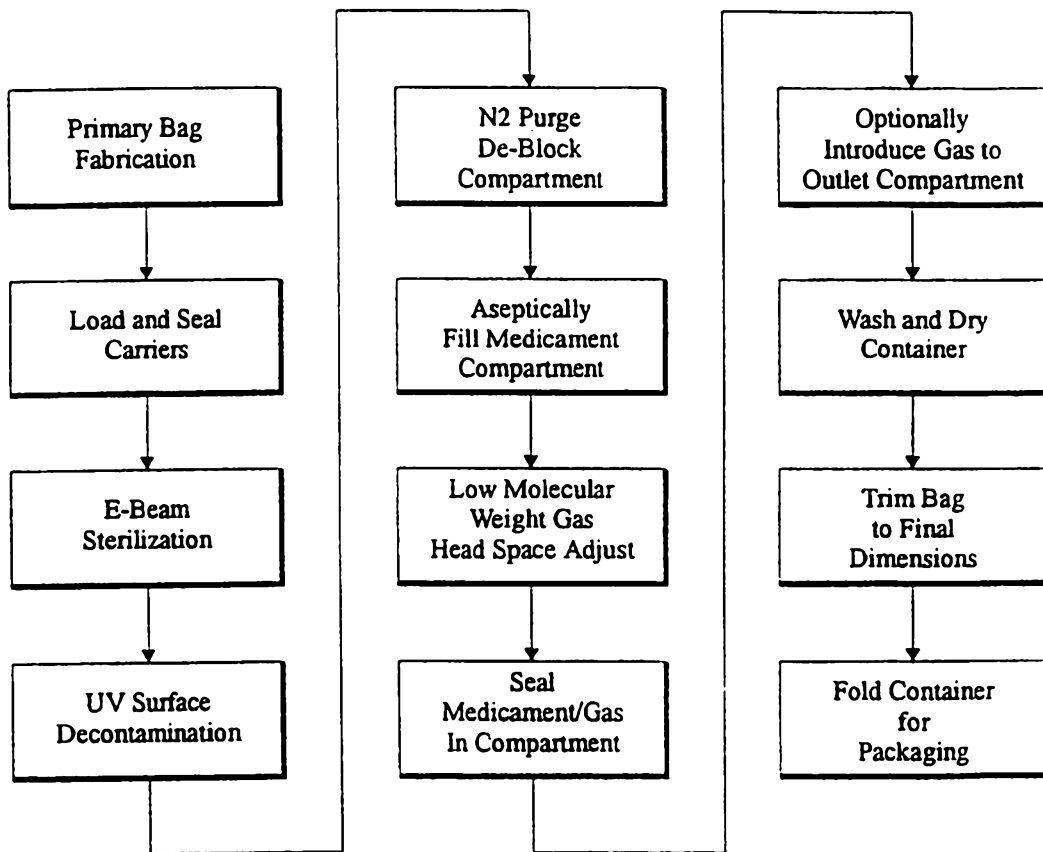 Primary Bag
Fabrication
Load and Seal
Carriers
E-Beam
Sterilization
UV Surface
Decontamination
N2 Purge
De-Block
Compartment
Aseptically
Fill Medicament
Compartment
Low Molecular
Weight Gas
Head Space Adjust
Seal
Medicament/Gas
In Compartment
Optionally
Introduce Gas to
Outlet Compartment
Wash and Dry
Container
Trim Bag
to Final
Dimensions
Fold Container
for
Packaging